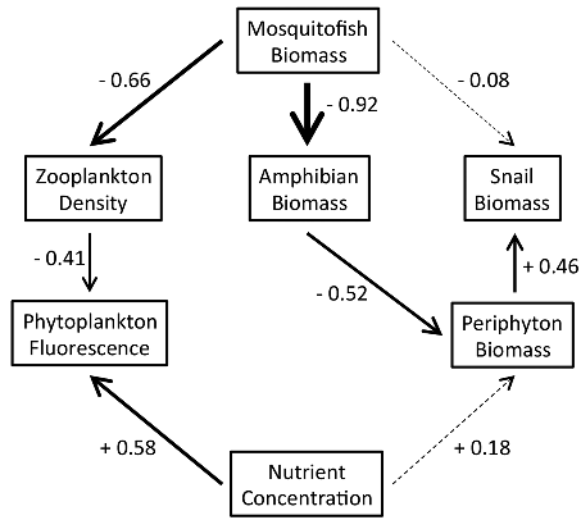 Mosquitofish
Biomass
- 0.66
- 0.92
- 0.08
Zooplankton
Density
Amphibian
Biomass
Snail
Biomass
- 0.41
- 0.52
+ 0.46
Phytoplankton
Fluorescence
Periphyton
Biomass
+ 0.58
+ 0.18
Nutrient
Concentration